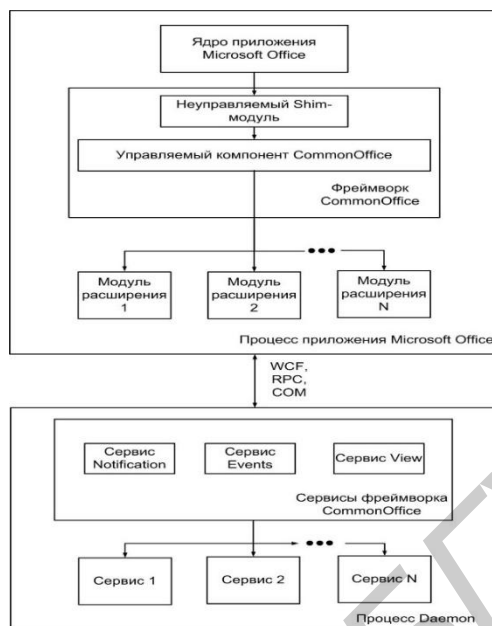 Ядро приложения
Microsoft Office
Неуправляемый Shim-
модуль
Управляемый компонент CommonOffice
Фреймворк
CommonOffice
Модуль
расширения
1
Модуль
расширения
2
Модуль
расширения
N
Процесс приложения Microsoft Office
WCF,
RPC,
COM
Сервис
Notification
Сервис
Events
Сервис View
Сервисы фреймворка
CommonOffice
Сервис 1
Сервис 2
Сервис N
Процесс Daemon